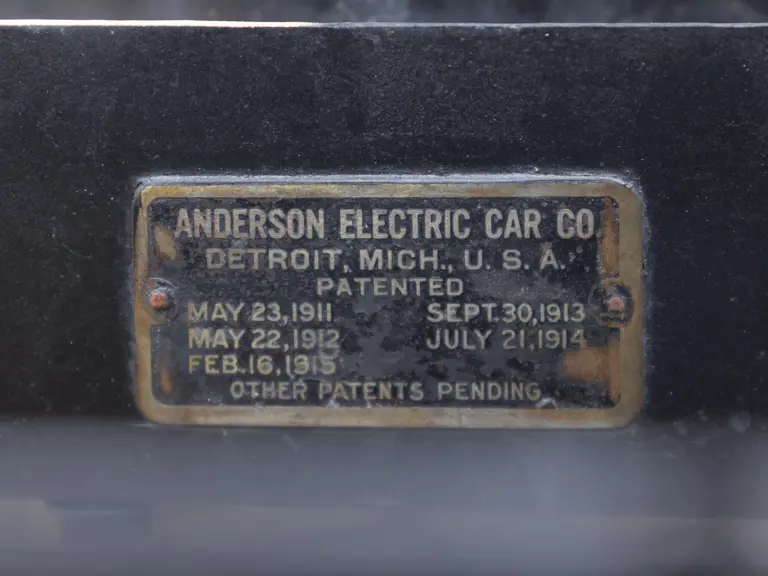 ANDERSON ELECTRIC CAR CO.
DETROIT, MICH., U. S. A.
PATENTED
MAY 23,1911 SEPT.30,1913
MAY 22,1912 JULY 21,1914
FEB.16,1915
OTHER PATENTS PENDING